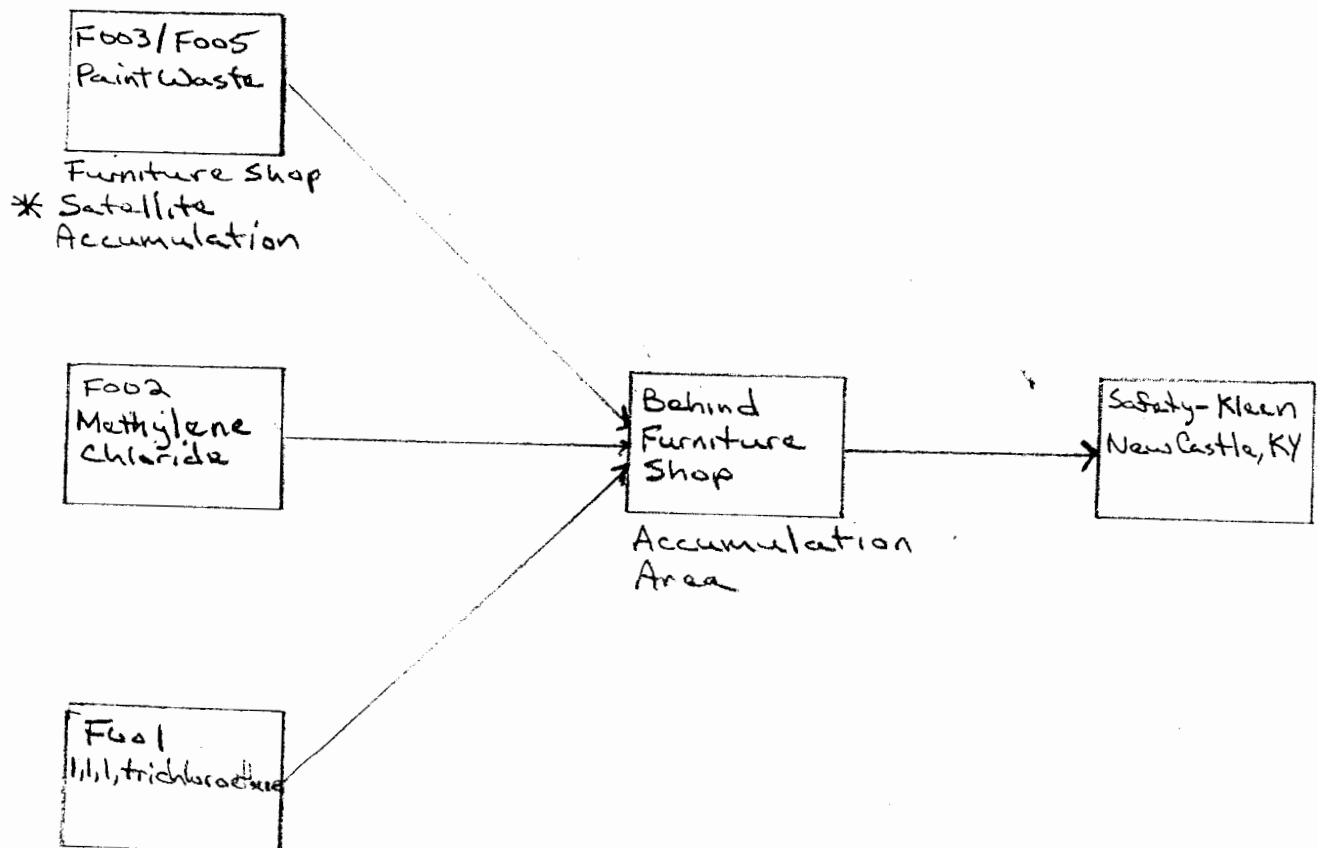 F003/F005
Paint Waste
Furniture Shop
* Satellite
Accumulation
F002
Methylene
Chloride
Behind
Furniture
Shop
Accumulation
Area
Safety-Kleen
New Castle, KY
F001
1,1,1, trichloroethane